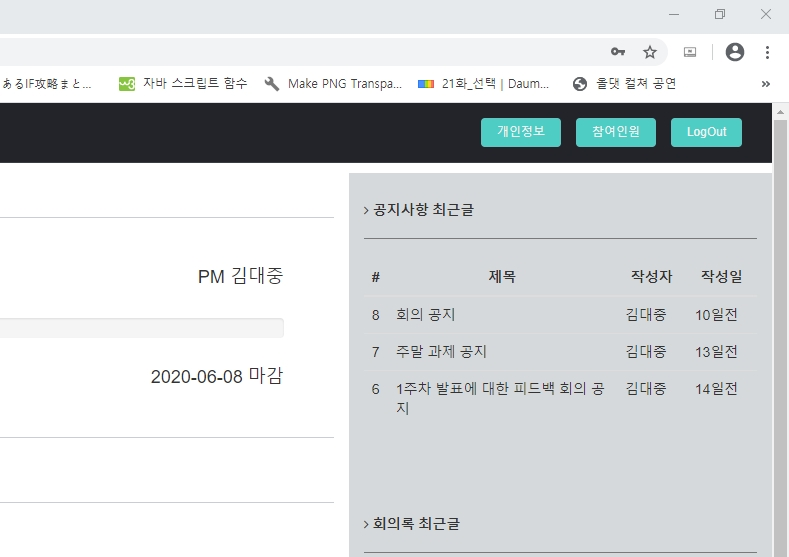 あるIF攻略まと...
자바 스크립트 함수
Make PNG Transpa...
21화_선택 | Daum...
올댓 컬쳐 공연
»
개인정보
참여인원
LogOut
PM 김대중
2020-06-08 마감
> 공지사항 최근글
# 제목 작성자 작성일
8 회의 공지 김대중 10일전
7 주말 과제 공지 김대중 13일전
6 1주차 발표에 대한 피드백 회의 공 김대중 14일전
지
> 회의록 최근글